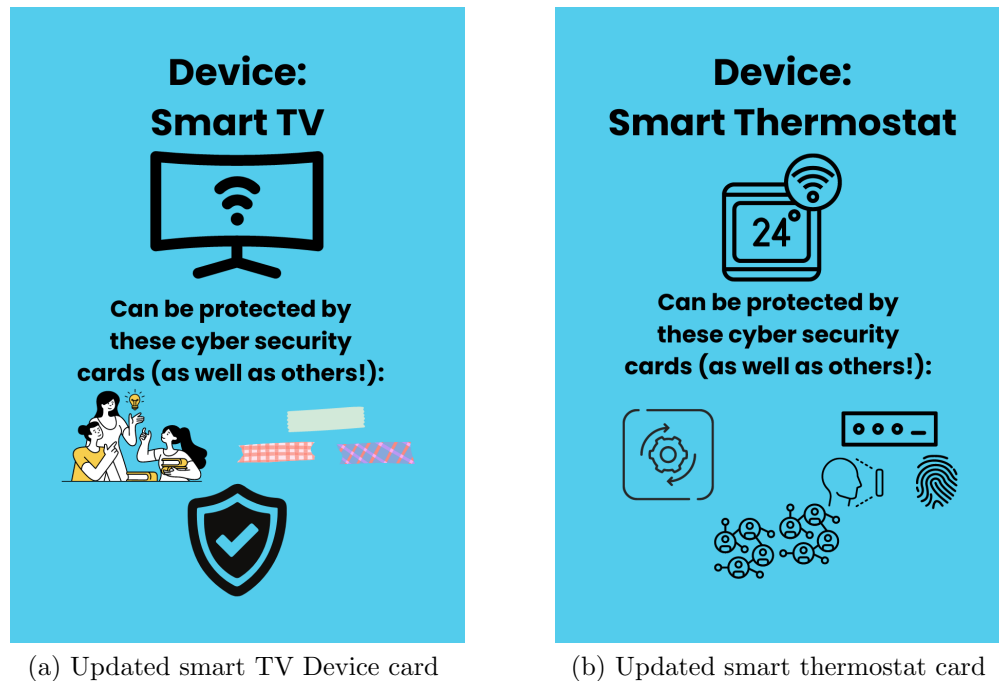 Device:
Smart TV
Can be protected by
these cyber security
cards (as well as others!):
(a) Updated smart TV Device card
Device:
Smart Thermostat
24°
Can be protected by
these cyber security
cards (as well as others!):
(b) Updated smart thermostat card